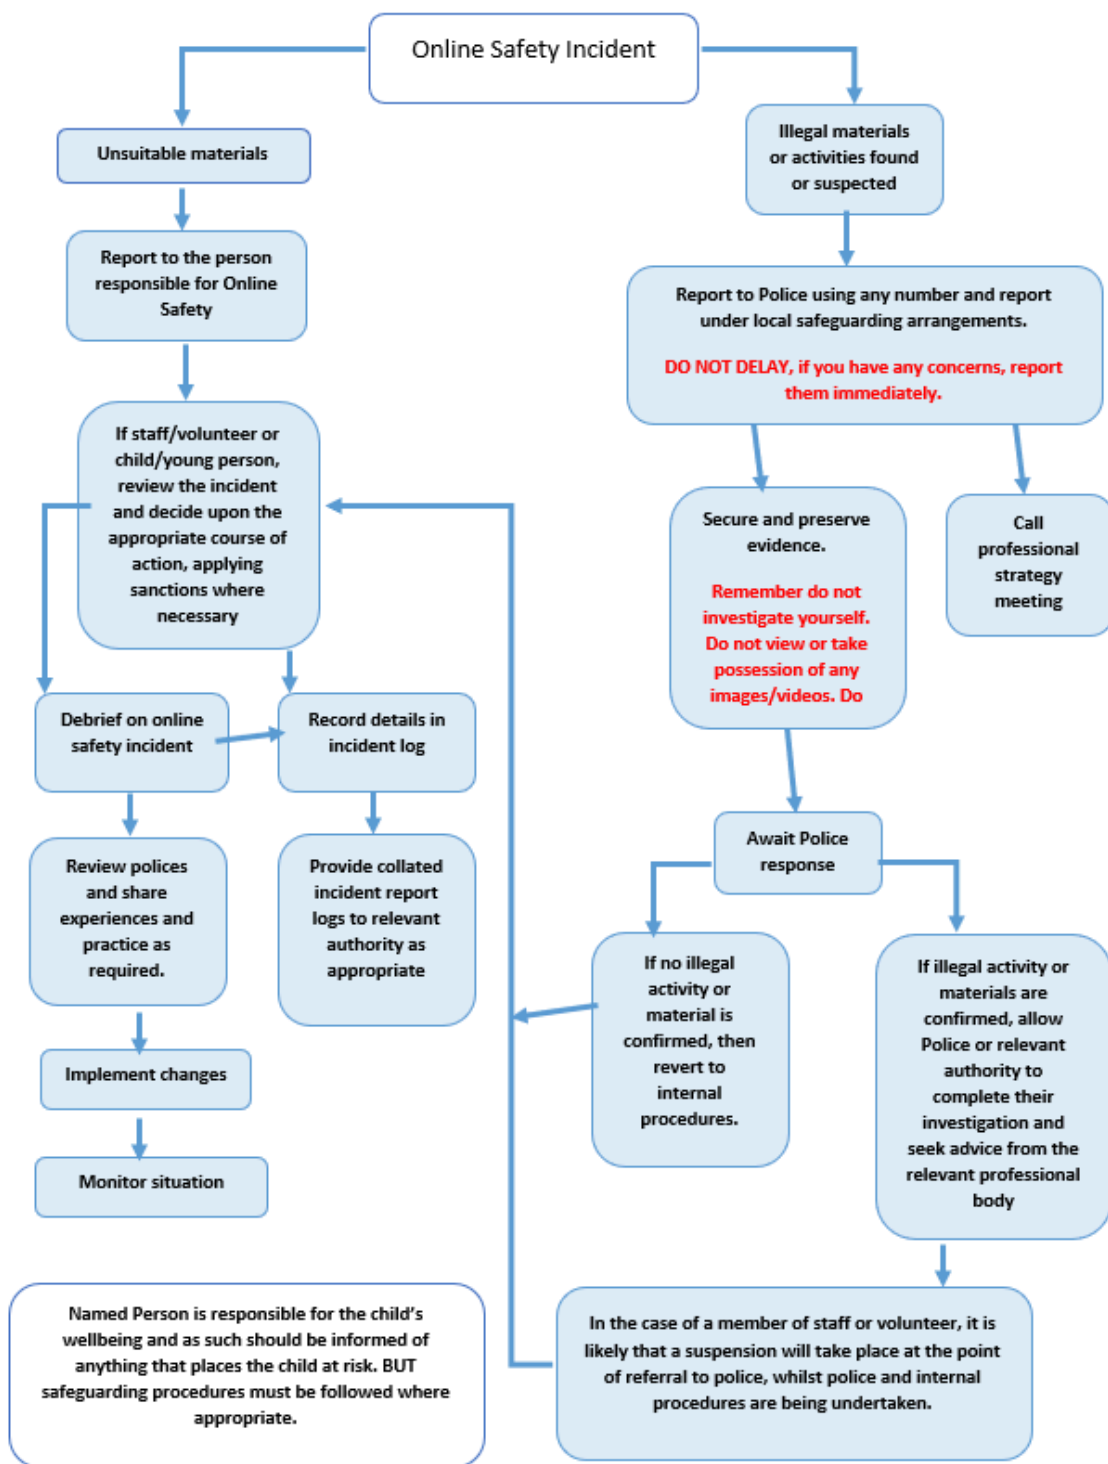 Online Safety Incident
Unsuitable materials
Report to the person
responsible for Online
Safety
If staff/volunteer or
child/young person,
review the incident
and decide upon the
appropriate course of
action, applying
sanctions where
necessary
Debrief on online
safety incident
Record details in
incident log
Review polices
and share
experiences and
practice as
required.
Provide collated
incident report
logs to relevant
authority as
appropriate
Implement changes
Monitor situation
Illegal materials
or activities found
or suspected
Report to Police using any number and report
under local safeguarding arrangements.
DO NOT DELAY, if you have any concerns, report
them immediately.
Secure and preserve
evidence.
Remember do not
investigate yourself.
Do not view or take
possession of any
images/videos. Do
Call
professional
strategy
meeting
Await Police
response
If no illegal
activity or
material is
confirmed, then
revert to
internal
procedures.
If illegal activity or
materials are
confirmed, allow
Police or relevant
authority to
complete their
investigation and
seek advice from the
relevant professional
body
In the case of a member of staff or volunteer, it is
likely that a suspension will take place at the point
of referral to police, whilst police and internal
procedures are being undertaken.
Named Person is responsible for the child's
wellbeing and as such should be informed of
anything that places the child at risk. BUT
safeguarding procedures must be followed where
appropriate.